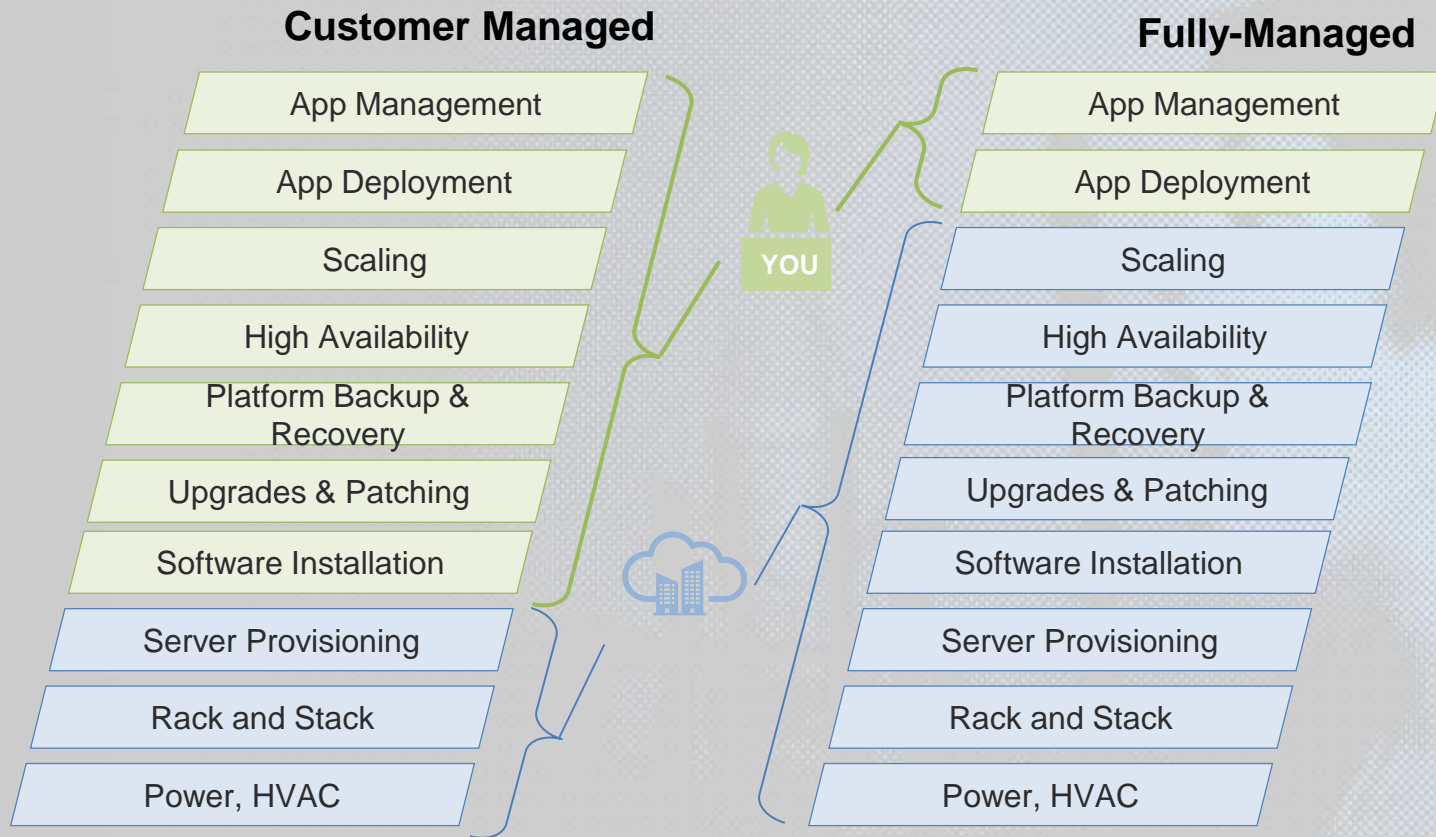 Customer Managed
App Management
App Deployment
Scaling
High Availability
Platform Backup &
Recovery
Upgrades & Patching
Software Installation
Server Provisioning
Rack and Stack
Power, HVAC
YOU
Fully-Managed
App Management
App Deployment
Scaling
High Availability
Platform Backup &
Recovery
Upgrades & Patching
Software Installation
Server Provisioning
Rack and Stack
Power, HVAC